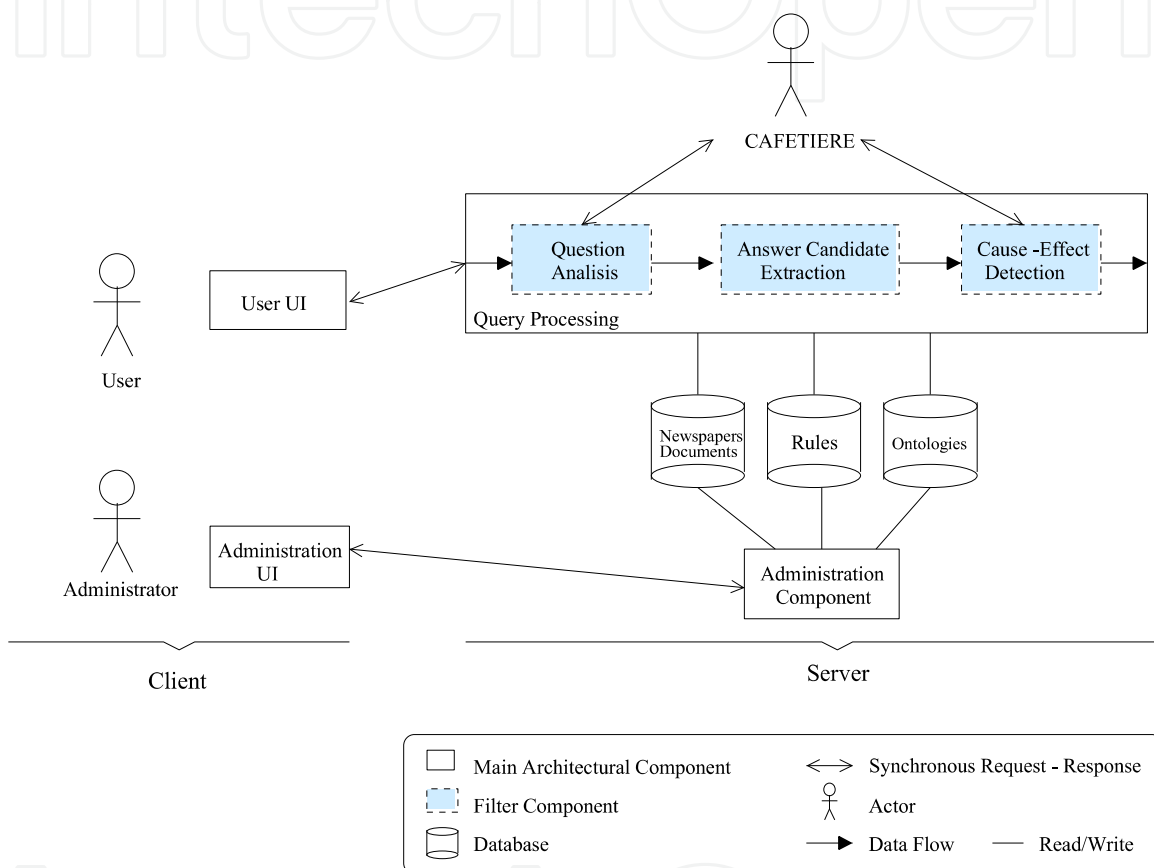 IntechOpen
CAFETIERE
Question
Analisis
Answer Candidate
Extraction
Cause -Effect
Detection
User UI
Query Processing
User
Newspapers
Documents
Rules
Ontologies
Administration
UI
Administrator
Administration
Component
Client
Server
Main Architectural Component
Synchronous Request - Response
Filter Component
Actor
Database
Data Flow
Read/Write